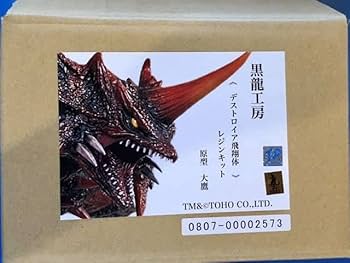 黒龍工房
《デストロイア飛翔体》
レジンキット
原型 大鷹
TM&©TOHO CO.,LTD.
0807-00002573